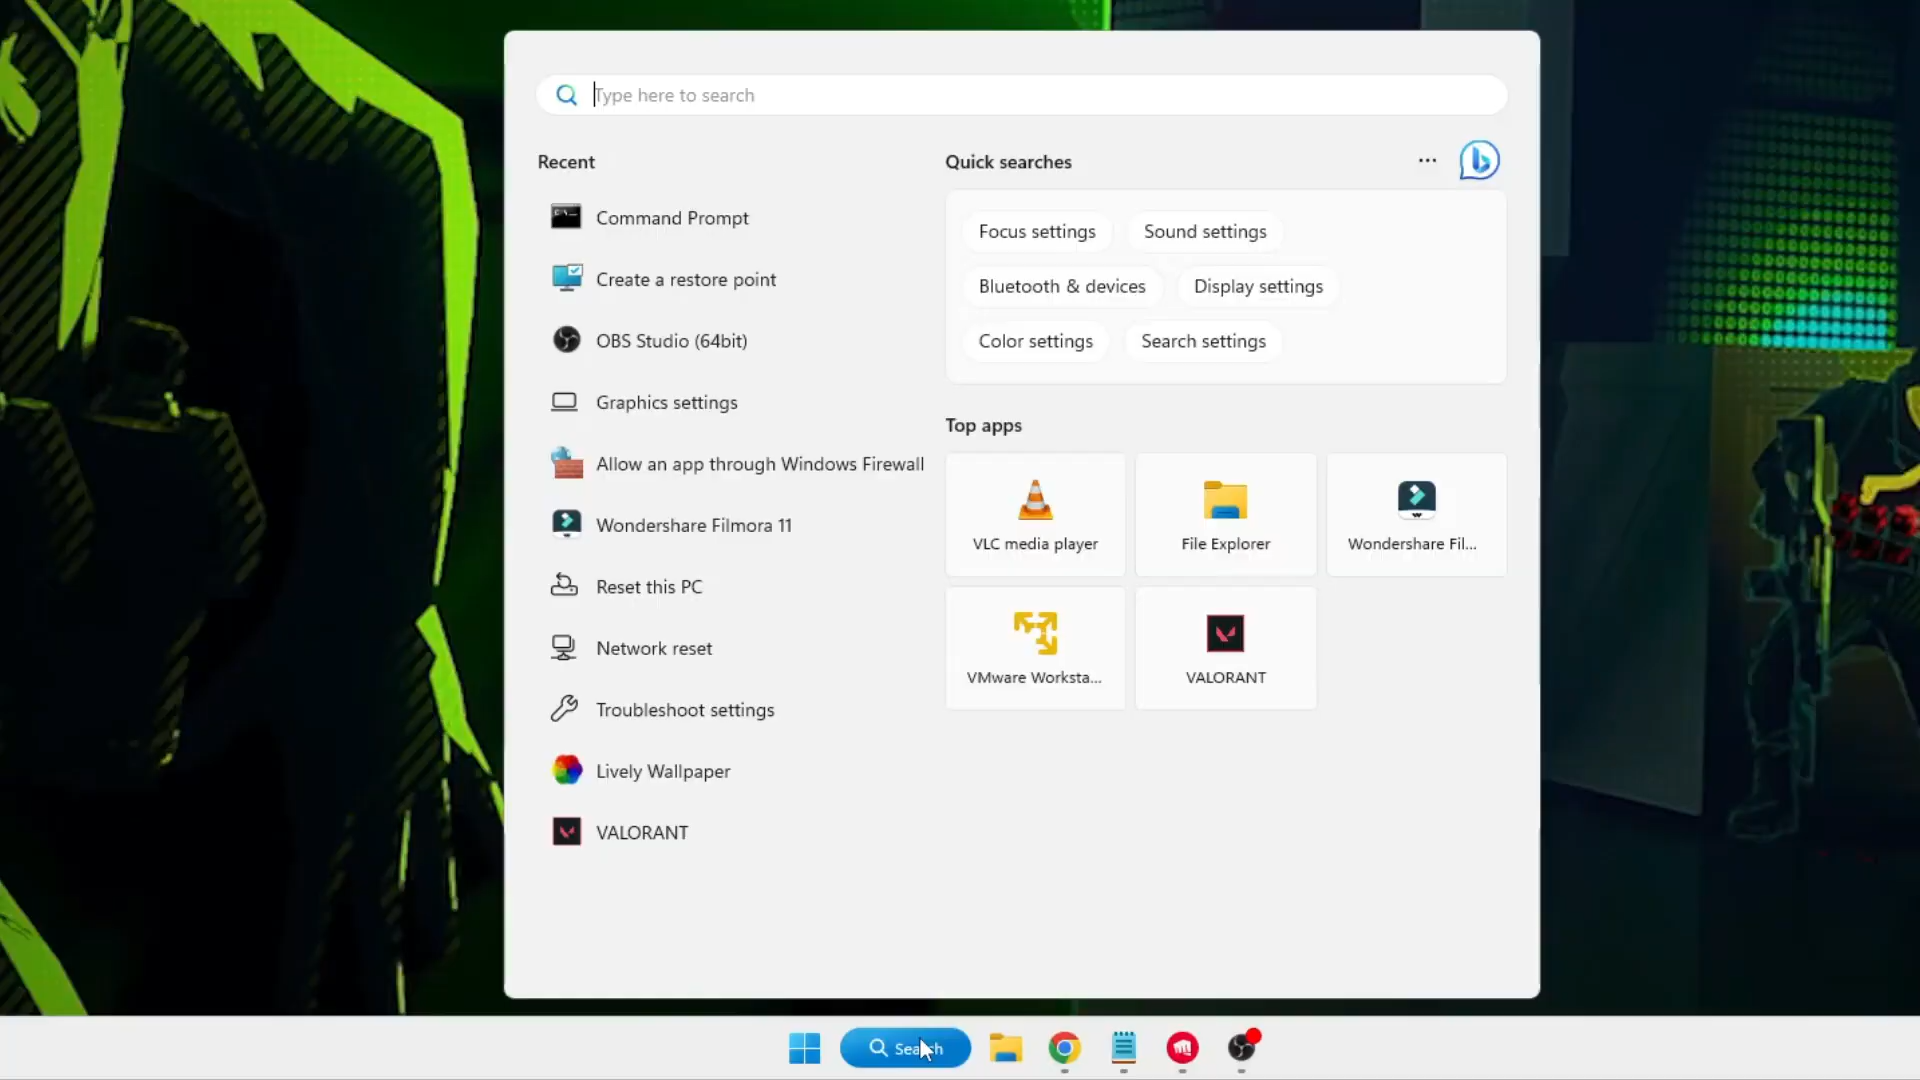 Type here to search
Recent
Command Prompt
Create a restore point
OBS Studio (64bit)
Graphics settings
Allow an app through Windows Firewall
Wondershare Filmora 11
Reset this PC
Network reset
Troubleshoot settings
Lively Wallpaper
VALORANT
Quick searches
Focus settings
Sound settings
Bluetooth & devices
Display settings
Color settings
Search settings
Top apps
VLC media player
File Explorer
Wondershare Fil...
VMware Worksta...
VALORANT
Search